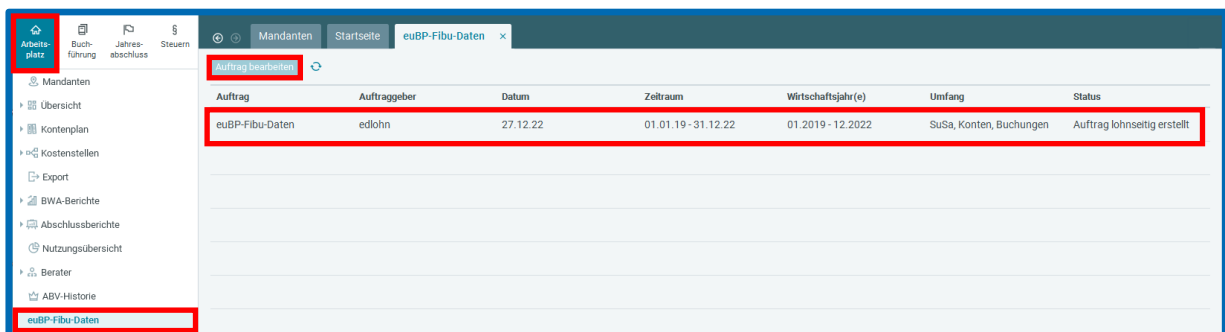 Arbeits-
platz
Buch-
führung
Jahres-
abschluss
§
Steuern
Mandanten
Startseite
euBP-Fibu-Daten ×
Auftrag bearbeiten
Mandanten
Übersicht
Kontenplan
Kostenstellen
Export
BWA-Berichte
Abschlussberichte
Nutzungsübersicht
Berater
ABV-Historie
euBP-Fibu-Daten
Auftrag Auftraggeber Datum Zeitraum Wirtschaftsjahr(e) Umfang Status
euBP-Fibu-Daten edlohn 27.12.22 01.01.19 - 31.12.22 01.2019 - 12.2022 SuSa, Konten, Buchungen Auftrag lohnseitig erstellt